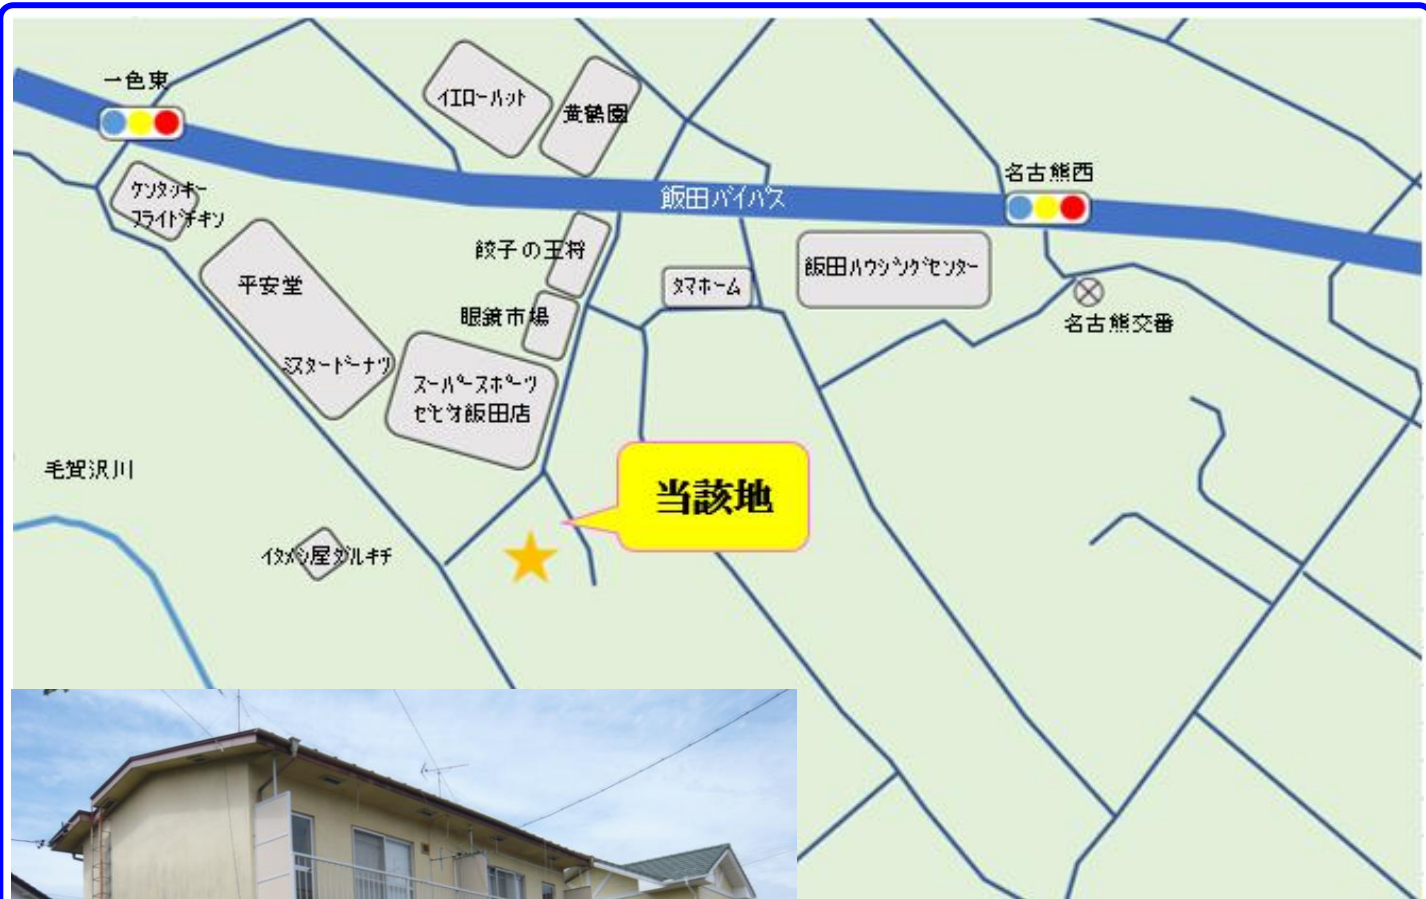 一色東
イエローハット
黄鶴園
名古熊西
ケンタッキー
フライドチキン
飯田バイパス
餃子の王将
平安堂
タマホーム
飯田ハウジングセンター
眼鏡市場
名古熊交番
ミスタードーナツ
スーパースポーツ
ゼビオ飯田店
毛賀沢川
当該地
イタメシ屋ダルキチ